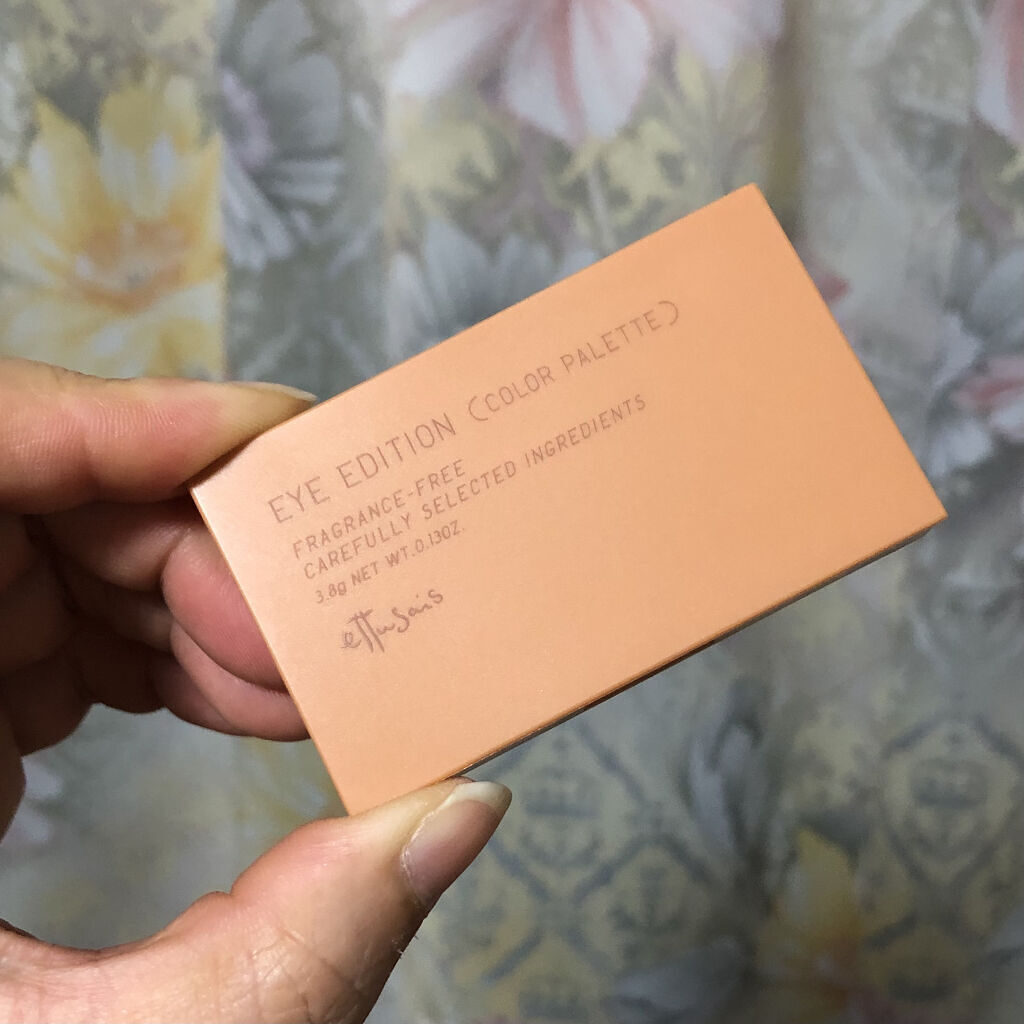 EYE EDITION (COLOR PALETTE)
FRAGRANCE-FREE
CAREFULLY SELECTED INGREDIENTS
3.8g NET WT.0.13OZ.
ettusais